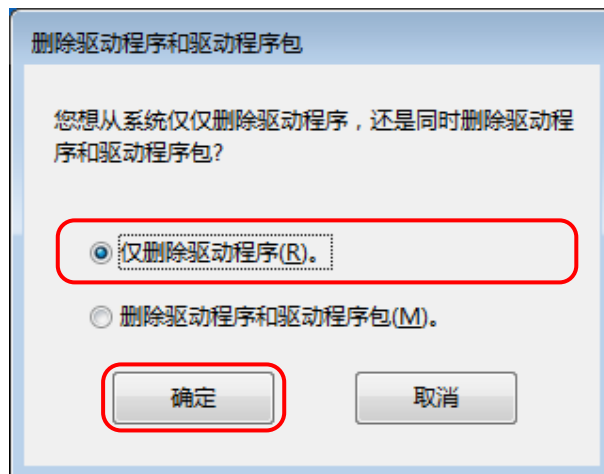 删除驱动程序和驱动程序包
您想从系统仅仅删除驱动程序，还是同时删除驱动程
序和驱动程序包?
仅删除驱动程序(R)。
删除驱动程序和驱动程序包(M)。
确定
取消